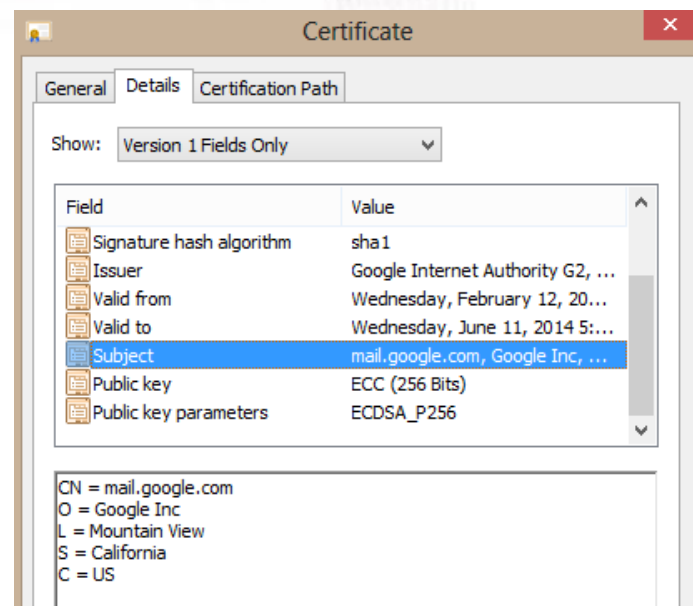 Certificate
General Details Certification Path
Show: Version 1 Fields Only
Field Value
Signature hash algorithm sha1
Issuer Google Internet Authority G2, ...
Valid from Wednesday, February 12, 20...
Valid to Wednesday, June 11, 2014 5:...
Subject mail.google.com, Google Inc, ...
Public key ECC (256 Bits)
Public key parameters ECDSA_P256
CN = mail.google.com
O = Google Inc
L = Mountain View
S = California
C = US